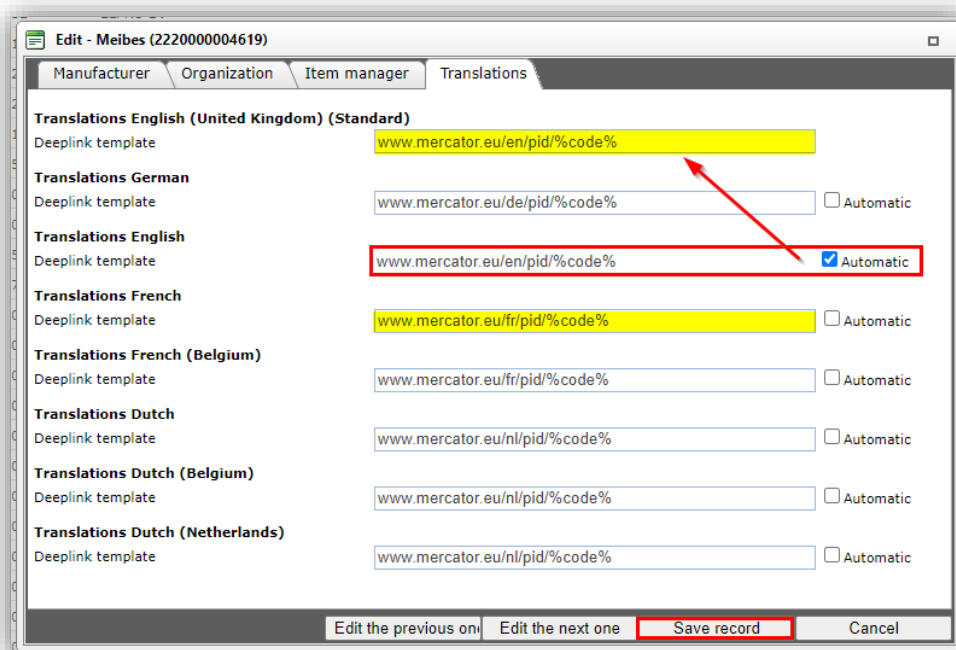 Edit - Meibes (2220000004619)
Manufacturer Organization Item manager Translations
Translations English (United Kingdom) (Standard)
Deeplink template www.mercator.eu/en/pid/%code%
Translations German
Deeplink template www.mercator.eu/de/pid/%code% Automatic
Translations English
Deeplink template www.mercator.eu/en/pid/%code% Automatic
Translations French
Deeplink template www.mercator.eu/fr/pid/%code% Automatic
Translations French (Belgium)
Deeplink template www.mercator.eu/fr/pid/%code% Automatic
Translations Dutch
Deeplink template www.mercator.eu/nl/pid/%code% Automatic
Translations Dutch (Belgium)
Deeplink template www.mercator.eu/nl/pid/%code% Automatic
Translations Dutch (Netherlands)
Deeplink template www.mercator.eu/nl/pid/%code% Automatic
Edit the previous on Edit the next one Save record Cancel